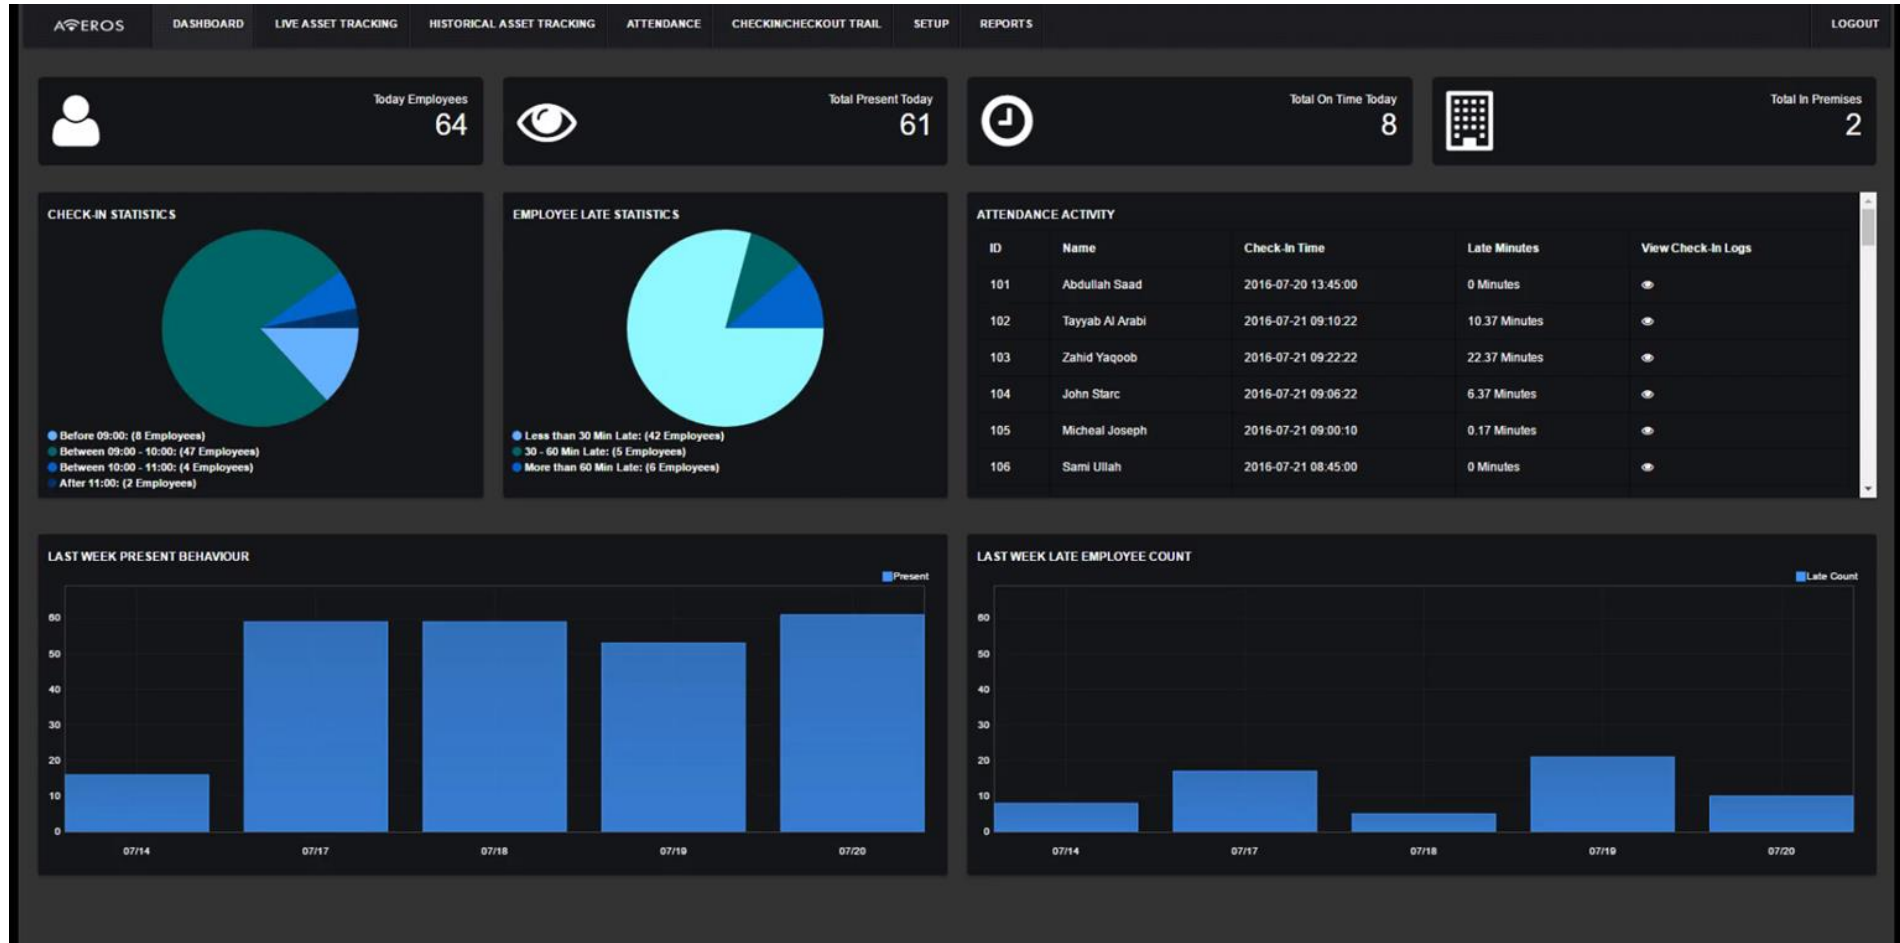 AVEROS DASHBOARD LIVE ASSET TRACKING HISTORICAL ASSET TRACKING ATTENDANCE CHECKIN/CHECKOUT TRAIL SETUP REPORTS LOGOUT
Today Employees
64
Total Present Today
61
Total On Time Today
8
Total In Premises
2
CHECK-IN STATISTICS
Before 09:00: (8 Employees)
Between 09:00 - 10:00: (47 Employees)
Between 10:00 - 11:00: (4 Employees)
After 11:00: (2 Employees)
EMPLOYEE LATE STATISTICS
Less than 30 Min Late: (42 Employees)
30 - 60 Min Late: (5 Employees)
More than 60 Min Late: (6 Employees)
ATTENDANCE ACTIVITY
ID Name Check-In Time Late Minutes View Check-In Logs
101 Abdullah Saad 2016-07-20 13:45:00 0 Minutes
102 Tayyab Al Arabi 2016-07-21 09:10:22 10.37 Minutes
103 Zahid Yaqoob 2016-07-21 09:22:22 22.37 Minutes
104 John Starc 2016-07-21 09:06:22 6.37 Minutes
105 Micheal Joseph 2016-07-21 09:00:10 0.17 Minutes
106 Sami Ullah 2016-07-21 08:45:00 0 Minutes
LAST WEEK PRESENT BEHAVIOUR
Present
60
50
40
30
20
10
0
07/14 07/17 07/18 07/19 07/20
LAST WEEK LATE EMPLOYEE COUNT
Late Count
60
50
40
30
20
10
0
07/14 07/17 07/18 07/19 07/20